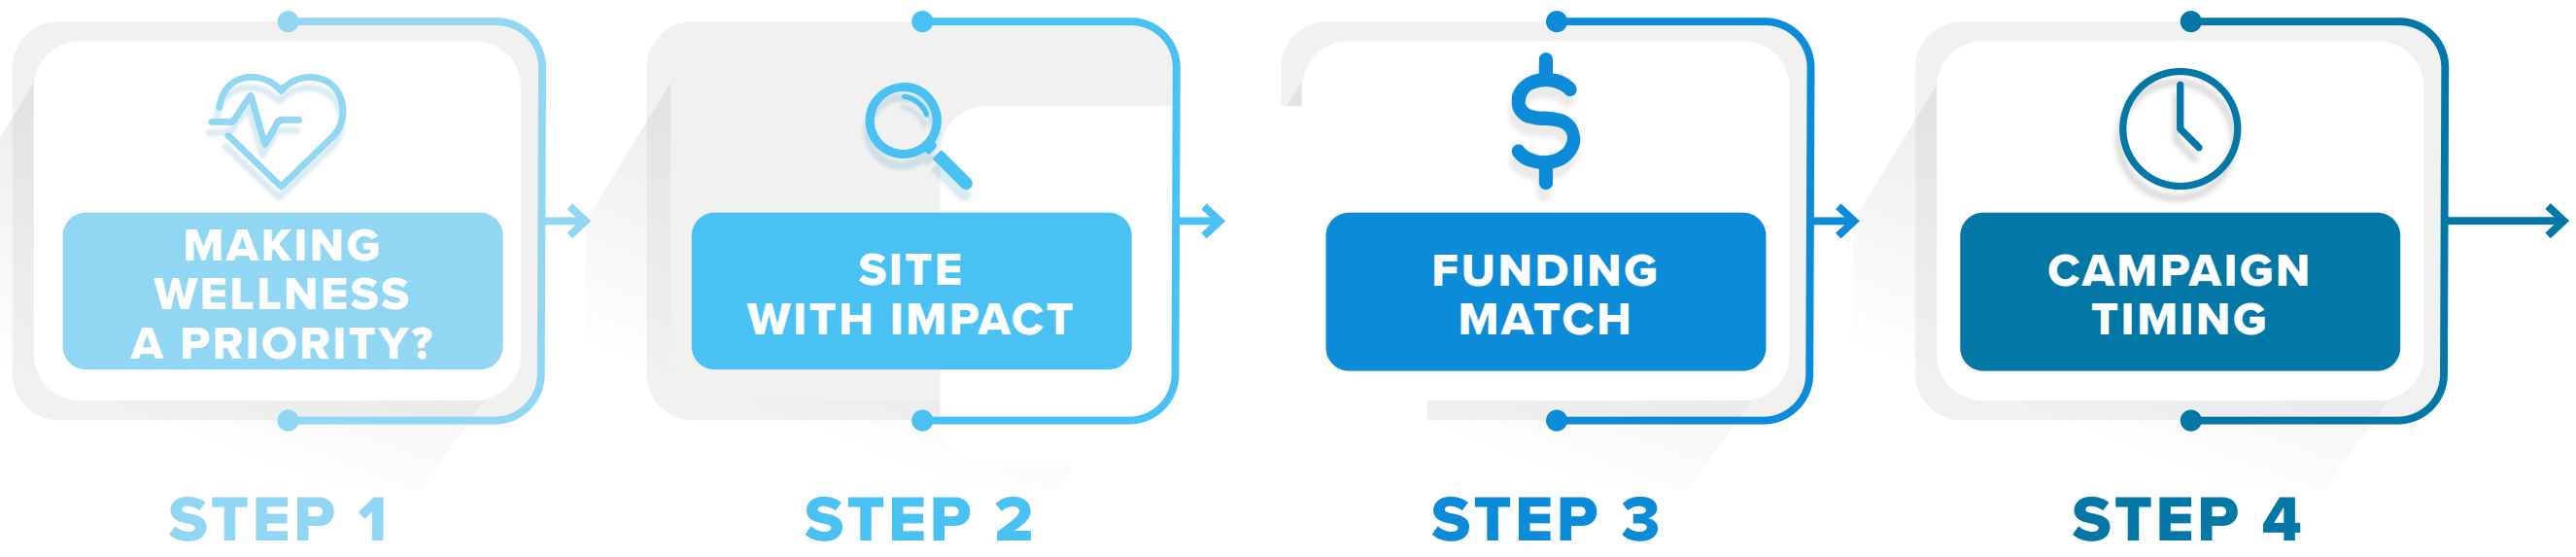 MAKING
WELLNESS
A PRIORITY?
STEP 1
SITE
WITH IMPACT
STEP 2
FUNDING
MATCH
STEP 3
CAMPAIGN
TIMING
STEP 4